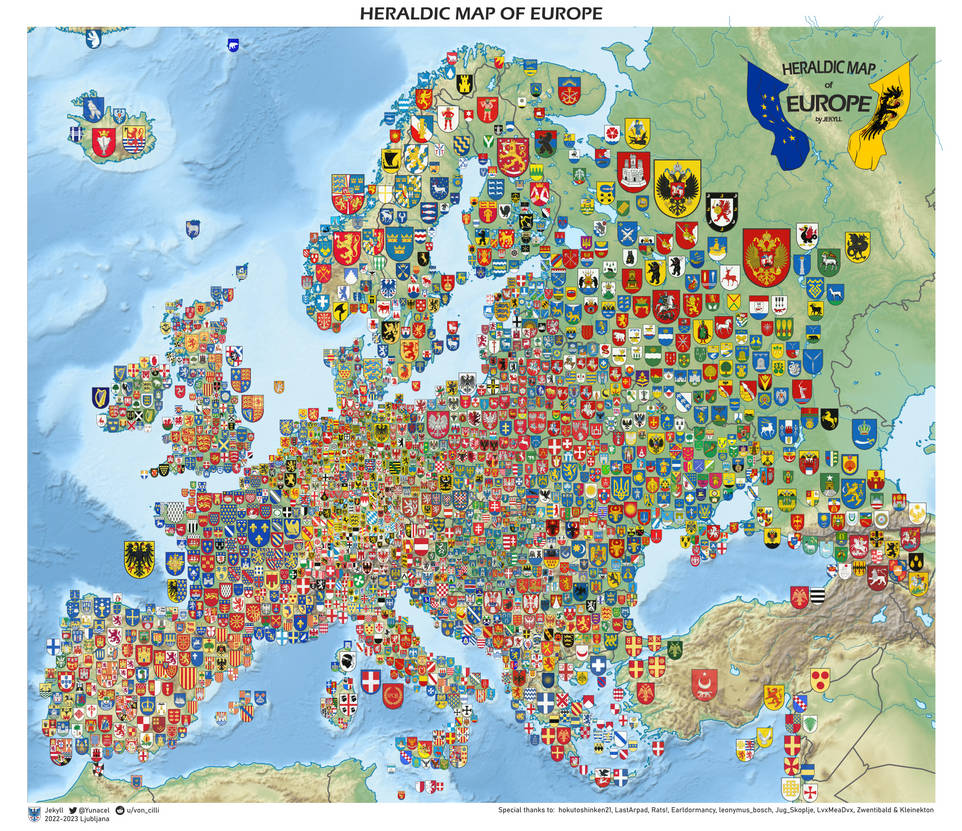 HERALDIC MAP OF EUROPE
HERALDIC MAP
of
EUROPE
by JEKYLL
Jekyll @Yunacel u/von_cilli
2022-2023 Ljubljana
Special thanks to: hokutoshinken21, LastArpad, Rats!, Earldormancy, leonymus_bosch, Jug_Skoplje, LvxMeaDvx, Zwentibald & Kleinekton